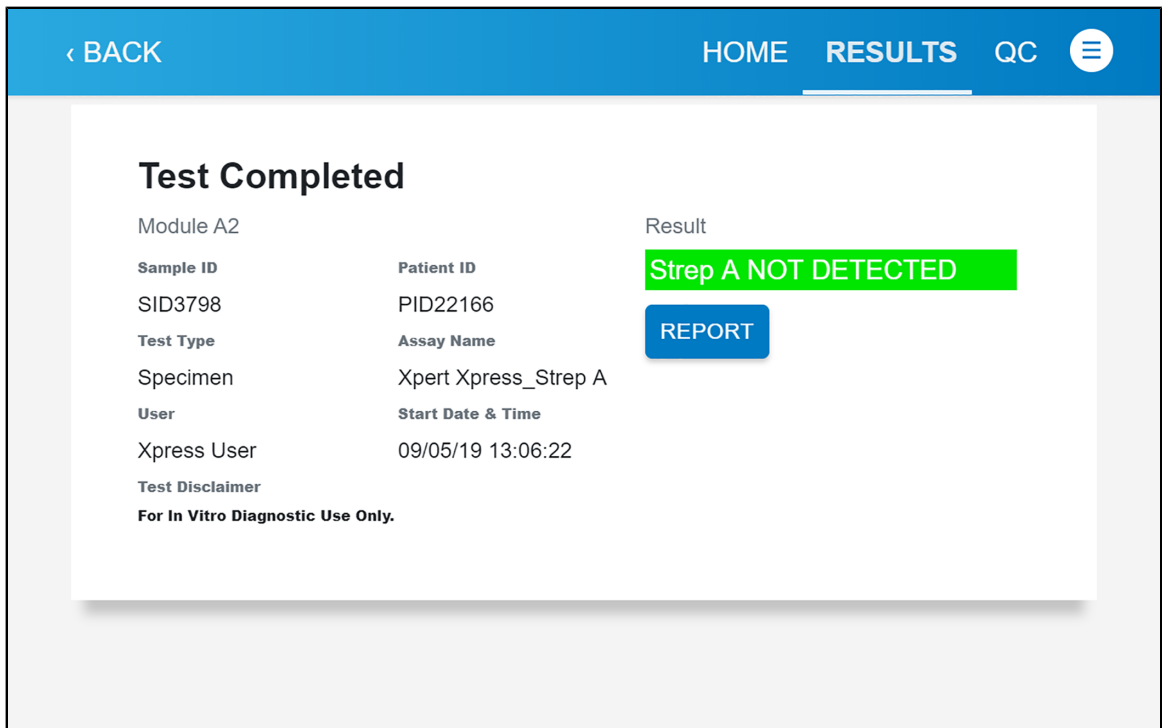 ‹ BACK
HOME RESULTS QC
Test Completed
Module A2
Result
Sample ID Patient ID
Strep A NOT DETECTED
SID3798 PID22166
REPORT
Test Type Assay Name
Specimen Xpert Xpress_Strep A
User Start Date & Time
Xpress User 09/05/19 13:06:22
Test Disclaimer
For In Vitro Diagnostic Use Only.